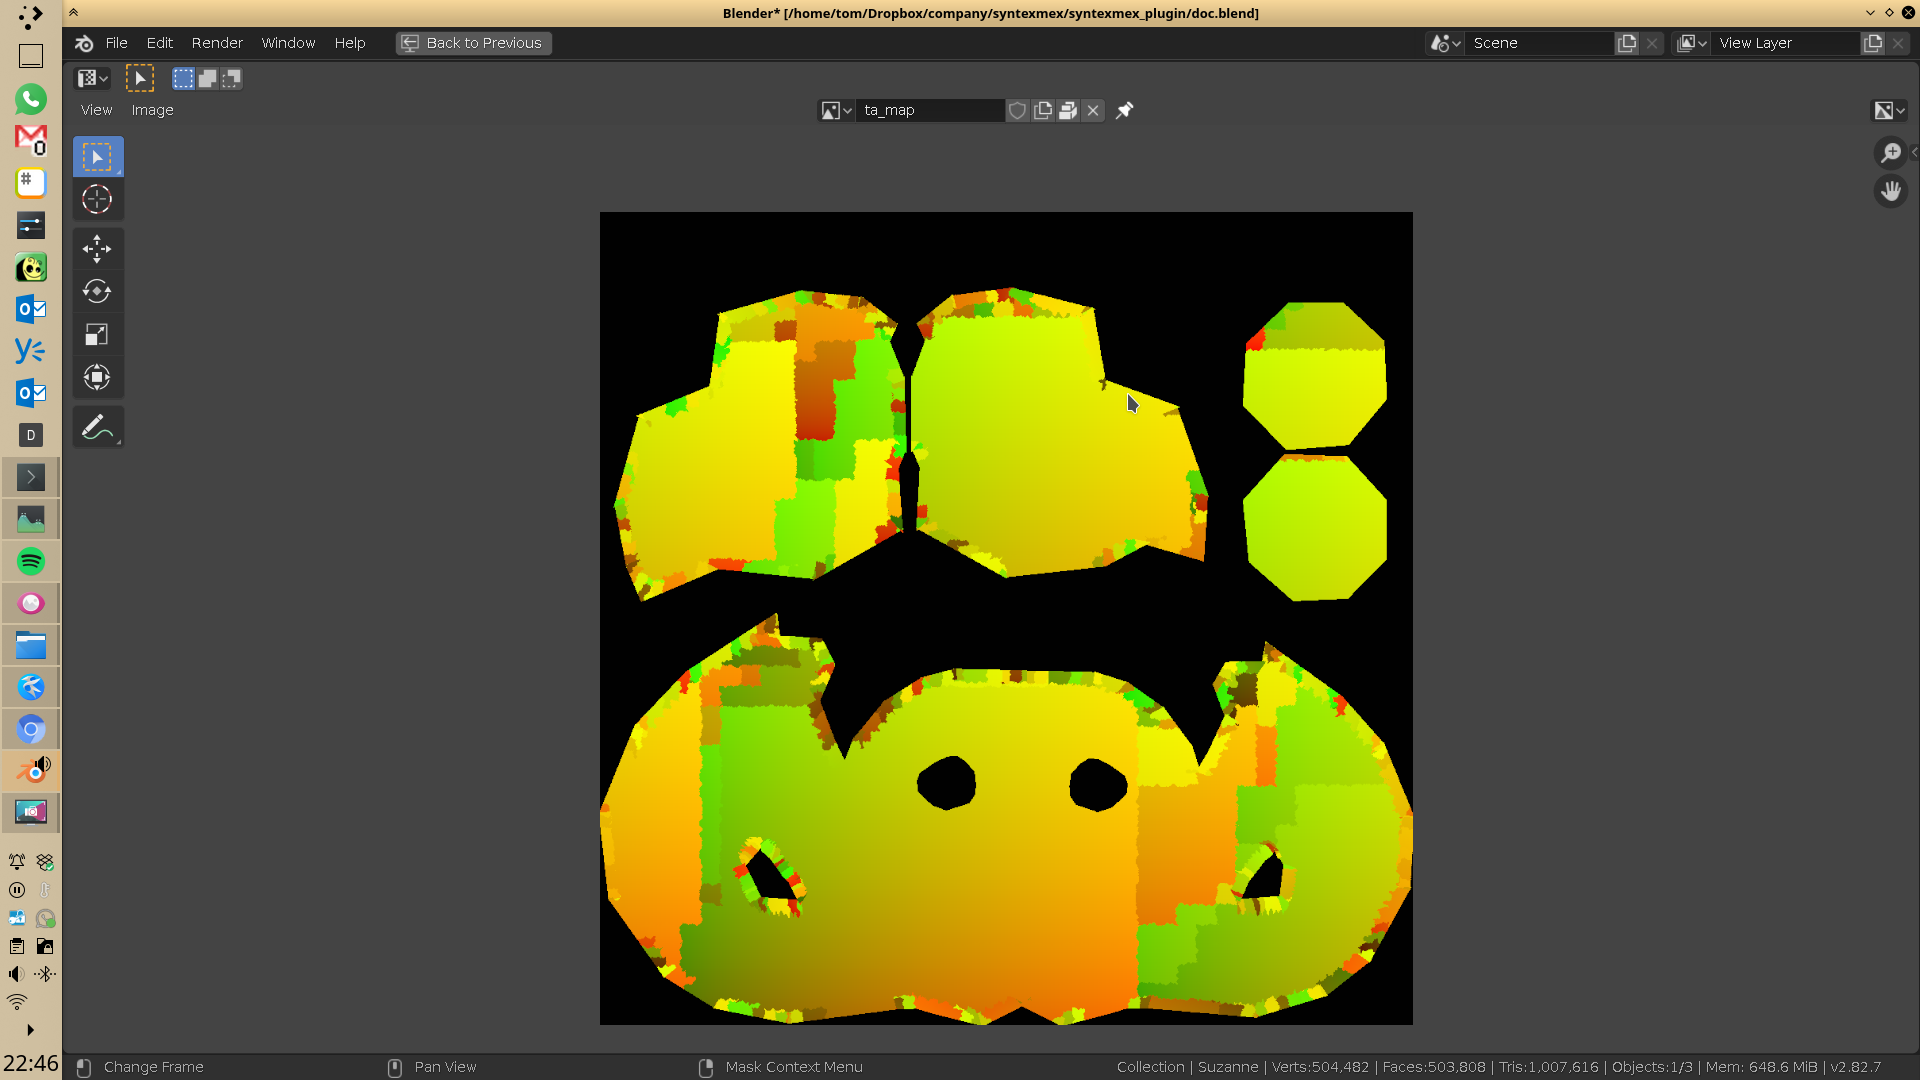 Blender* [/home/tom/Dropbox/company/syntexmex/syntexmex_plugin/doc.blend]
File Edit Render Window Help Back to Previous Scene View Layer
View Image ta_map
0
#
D
22:46
Change Frame Pan View Mask Context Menu Collection | Suzanne | Verts:504,482 | Faces:503,808 | Tris:1,007,616 | Objects:1/3 | Mem: 648.6 MiB | v2.82.7